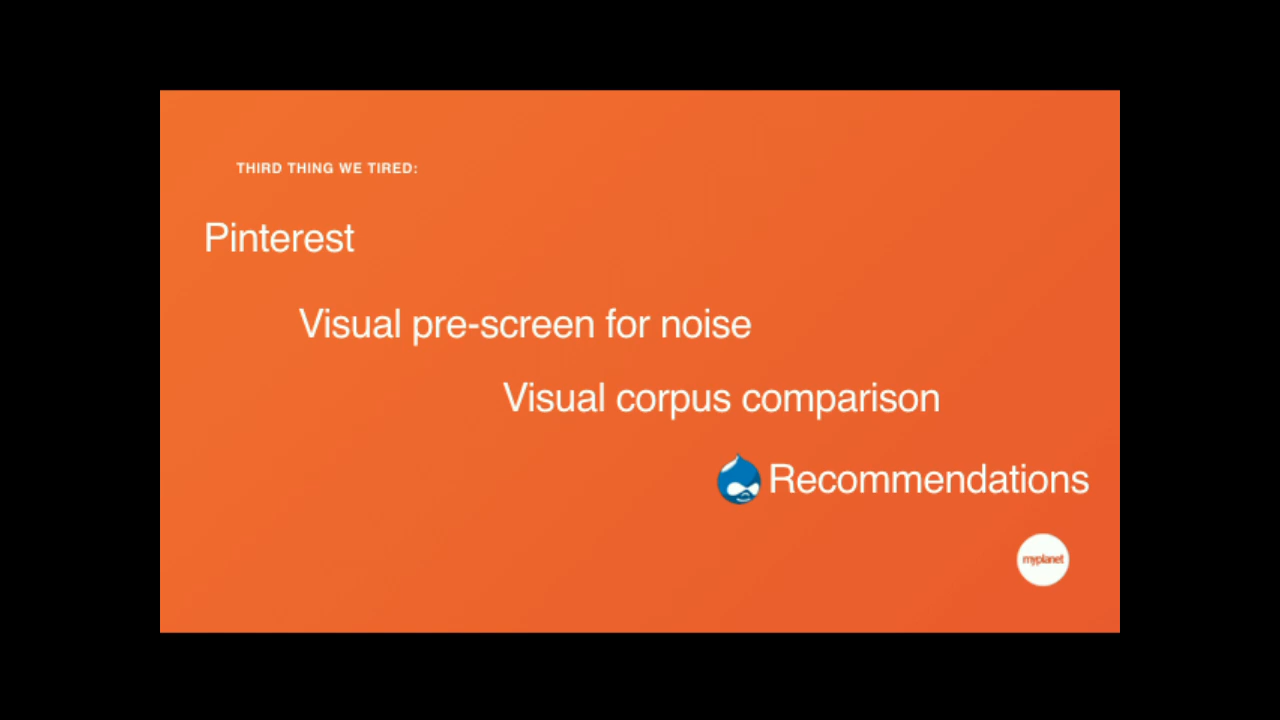 THIRD THING WE TIRED:
Pinterest
Visual pre-screen for noise
Visual corpus comparison
Recommendations
myplanet